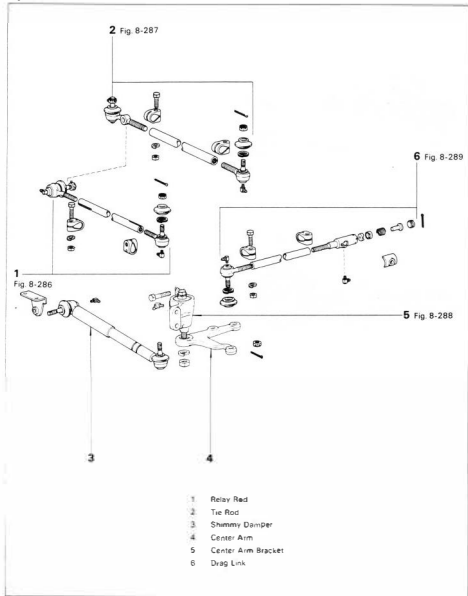 2 Fig. 8-287
6 Fig. 8-289
1
Fig. 8-286
5 Fig. 8-288
3
4
1 Relay Rod
2 Tie Rod
3 Shimmy Damper
4 Center Arm
5 Center Arm Bracket
6 Drag Link